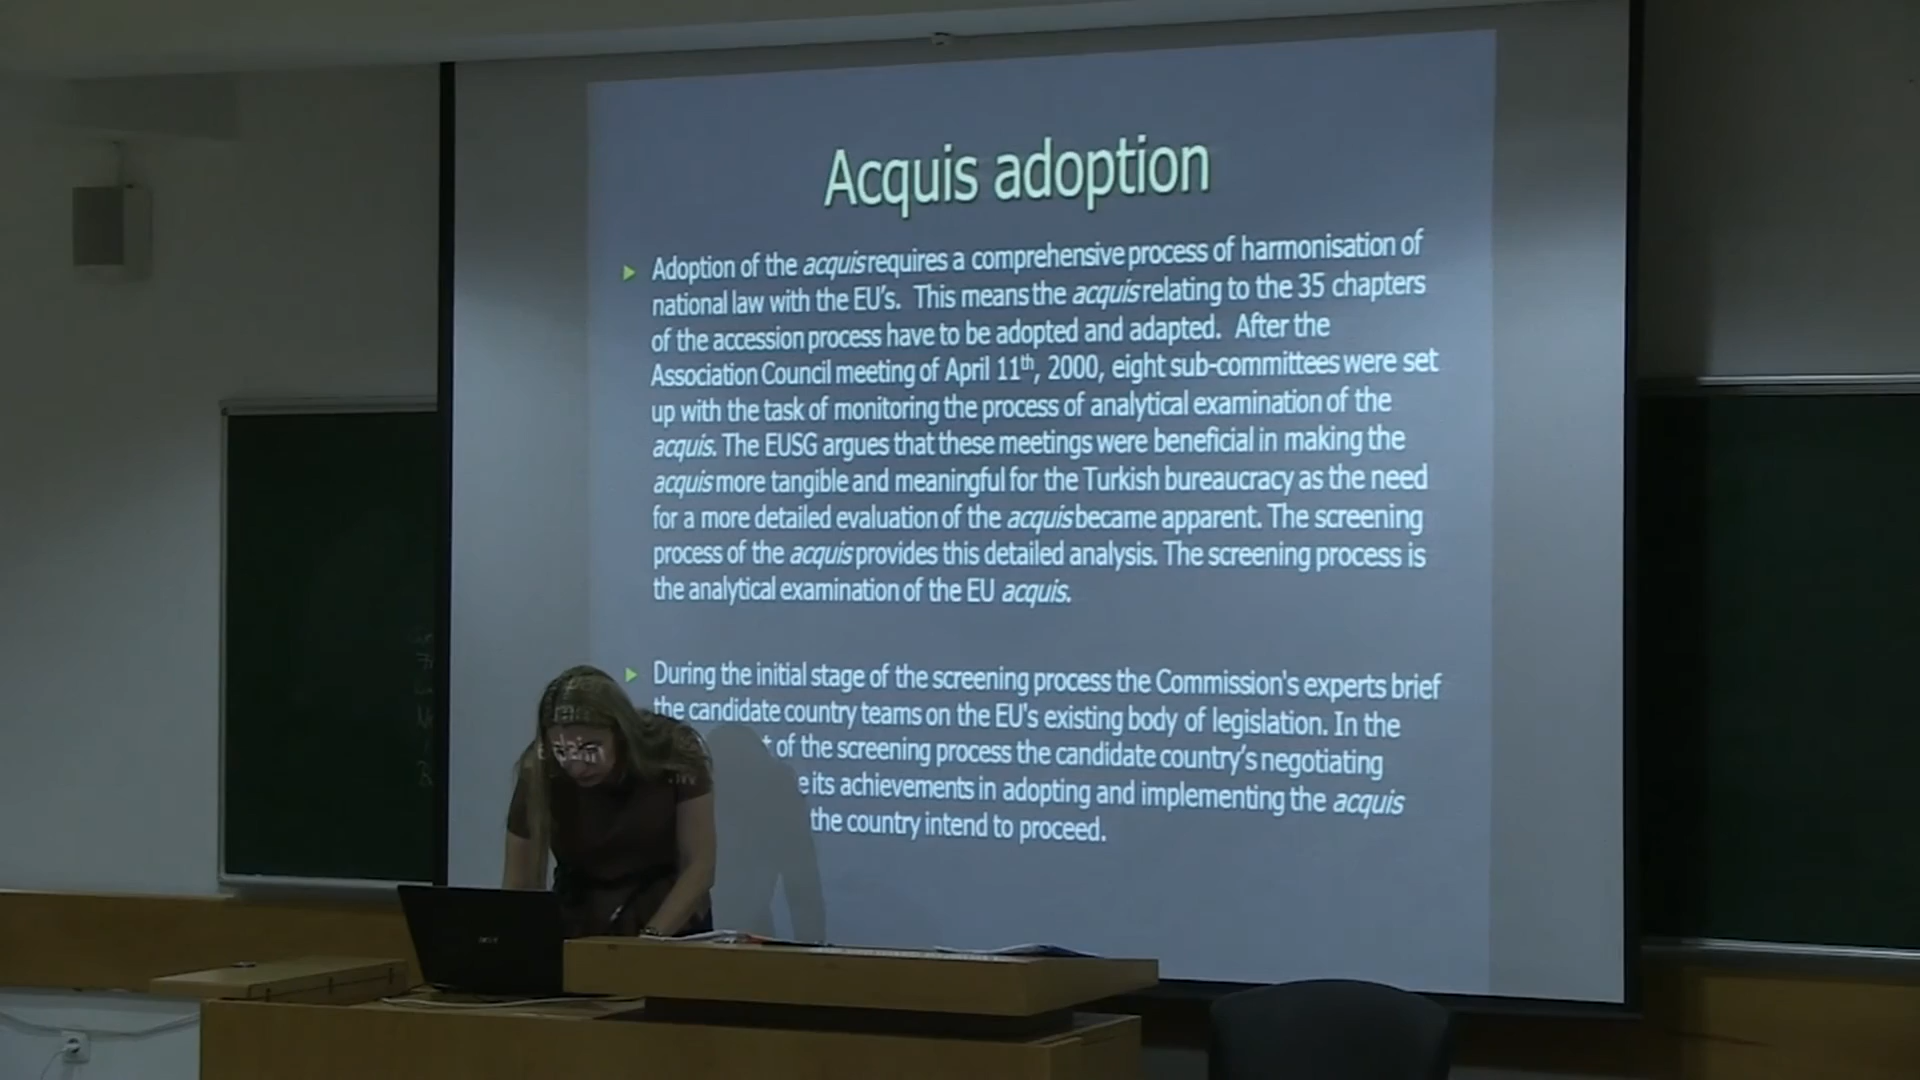 Acquis adoption
Adoption of the acquis requires a comprehensive process of harmonisation of
national law with the EU's. This means the acquis relating to the 35 chapters
of the accession process have to be adopted and adapted. After the
Association Council meeting of April 11th, 2000, eight sub-committees were set
up with the task of monitoring the process of analytical examination of the
acquis. The EUSG argues that these meetings were beneficial in making the
acquis more tangible and meaningful for the Turkish bureaucracy as the need
for a more detailed evaluation of the acquis became apparent. The screening
process of the acquis provides this detailed analysis. The screening process is
the analytical examination of the EU acquis.
During the initial stage of the screening process the Commission's experts brief
the candidate country teams on the EU's existing body of legislation. In the
of the screening process the candidate country's negotiating
its achievements in adopting and implementing the acquis
the country intend to proceed.
acer